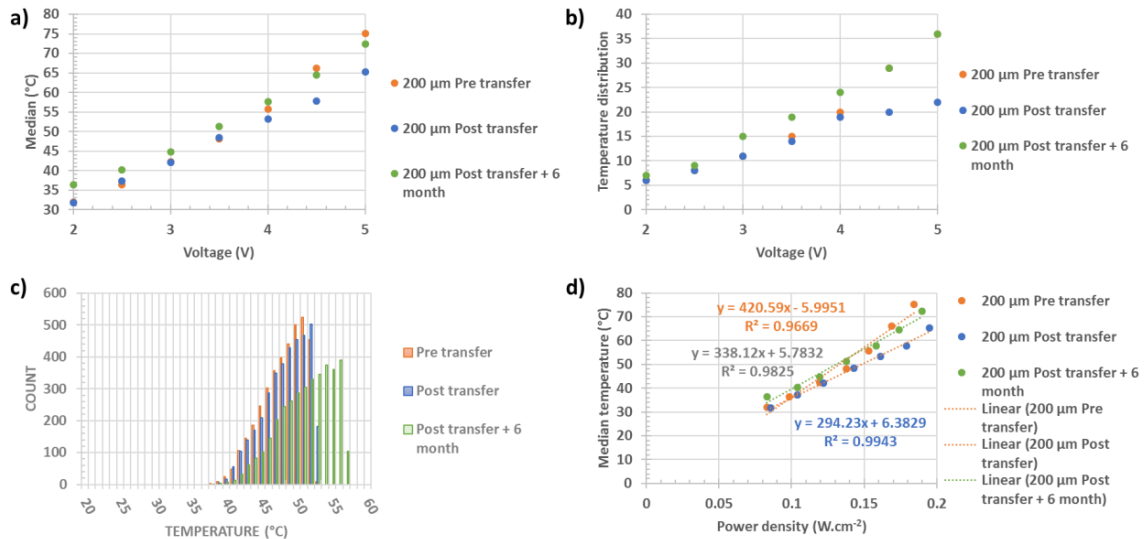 a)
80
75
70
65
60
55
50
45
40
35
30
2
3
4
5
Median (°C)
Voltage (V)
200 µm Pre transfer
200 µm Post transfer
200 µm Post transfer + 6
month
b)
40
35
30
25
20
15
10
5
0
2
3
4
5
Temperature distribution
Voltage (V)
200 µm Pre transfer
200 µm Post transfer
200 µm Post transfer + 6
month
c)
600
500
400
300
200
100
0
20
25
30
35
40
45
50
55
60
COUNT
TEMPERATURE (°C)
Pre transfer
Post transfer
Post transfer + 6
month
d)
80
70
60
50
40
30
20
10
0
0
0.05
0.1
0.15
0.2
Median temperature (°C)
Power density (W.cm⁻²)
y = 420.59x - 5.9951
R² = 0.9669
y = 338.12x + 5.7832
R² = 0.9825
y = 294.23x + 6.3829
R² = 0.9943
200 µm Pre transfer
200 µm Post transfer
200 µm Post transfer + 6
month
Linear (200 µm Pre
transfer)
Linear (200 µm Post
transfer)
Linear (200 µm Post
transfer + 6 month)